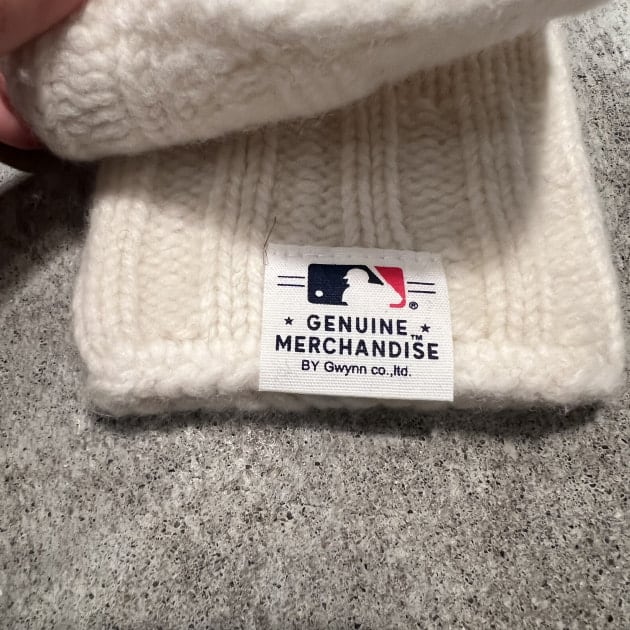 ®
★ GENUINE ★
MERCHANDISE™
BY Gwynn co.,ltd.